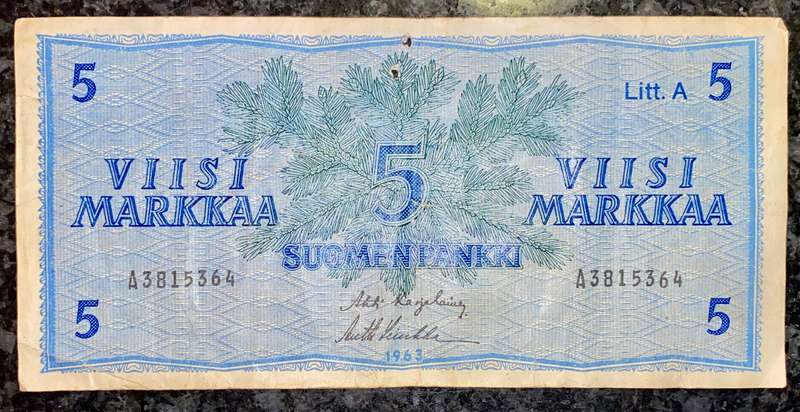 5 Litt. A 5
5
VIISI VIISI
MARKKAA MARKKAA
SUOMEN PANKKI
A3815364 A3815364
5 5
1963